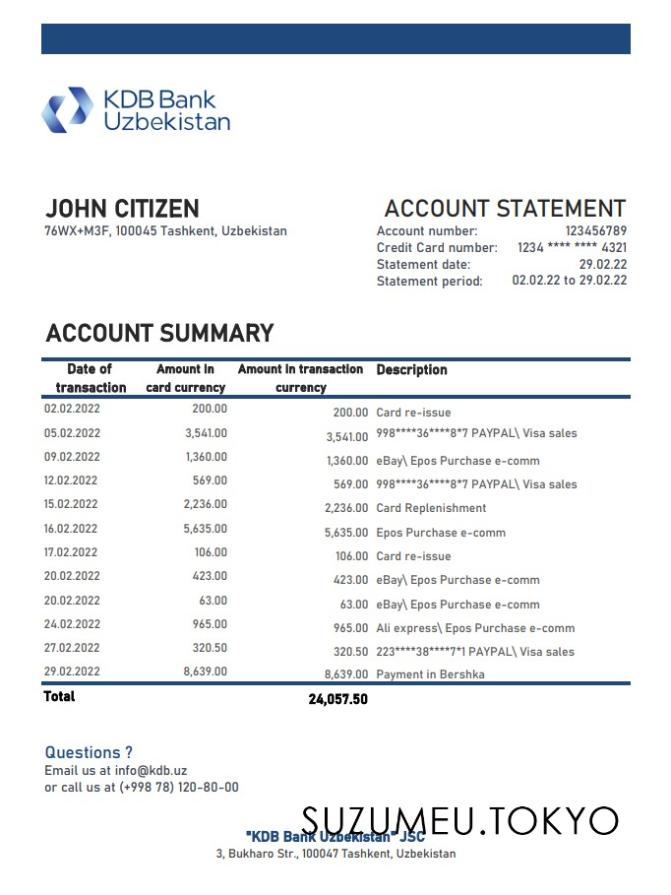 KDB Bank
Uzbekistan
JOHN CITIZEN
76WX+M3F, 100045 Tashkent, Uzbekistan
ACCOUNT STATEMENT
Account number: 123456789
Credit Card number: 1234 **** **** 4321
Statement date: 29.02.22
Statement period: 02.02.22 to 29.02.22
ACCOUNT SUMMARY
Date of transaction Amount in card currency Amount in transaction currency Description
02.02.2022 200.00 200.00 Card re-issue
05.02.2022 3,541.00 3,541.00 998****36****8*7 PAYPAL\ Visa sales
09.02.2022 1,360.00 1,360.00 eBay\ Epos Purchase e-comm
12.02.2022 569.00 569.00 998****36****8*7 PAYPAL\ Visa sales
15.02.2022 2,236.00 2,236.00 Card Replenishment
16.02.2022 5,635.00 5,635.00 Epos Purchase e-comm
17.02.2022 106.00 106.00 Card re-issue
20.02.2022 423.00 423.00 eBay\ Epos Purchase e-comm
20.02.2022 63.00 63.00 eBay\ Epos Purchase e-comm
24.02.2022 965.00 965.00 Ali express\ Epos Purchase e-comm
27.02.2022 320.50 320.50 223****38****7*1 PAYPAL\ Visa sales
29.02.2022 8,639.00 8,639.00 Payment in Bershka
Total 24,057.50
Questions ?
Email us at info@kdb.uz
or call us at (+998 78) 120-80-00
SUZUMEU.TOKYO
"KDB Bank Uzbekistan" JSC
3, Bukharo Str., 100047 Tashkent, Uzbekistan